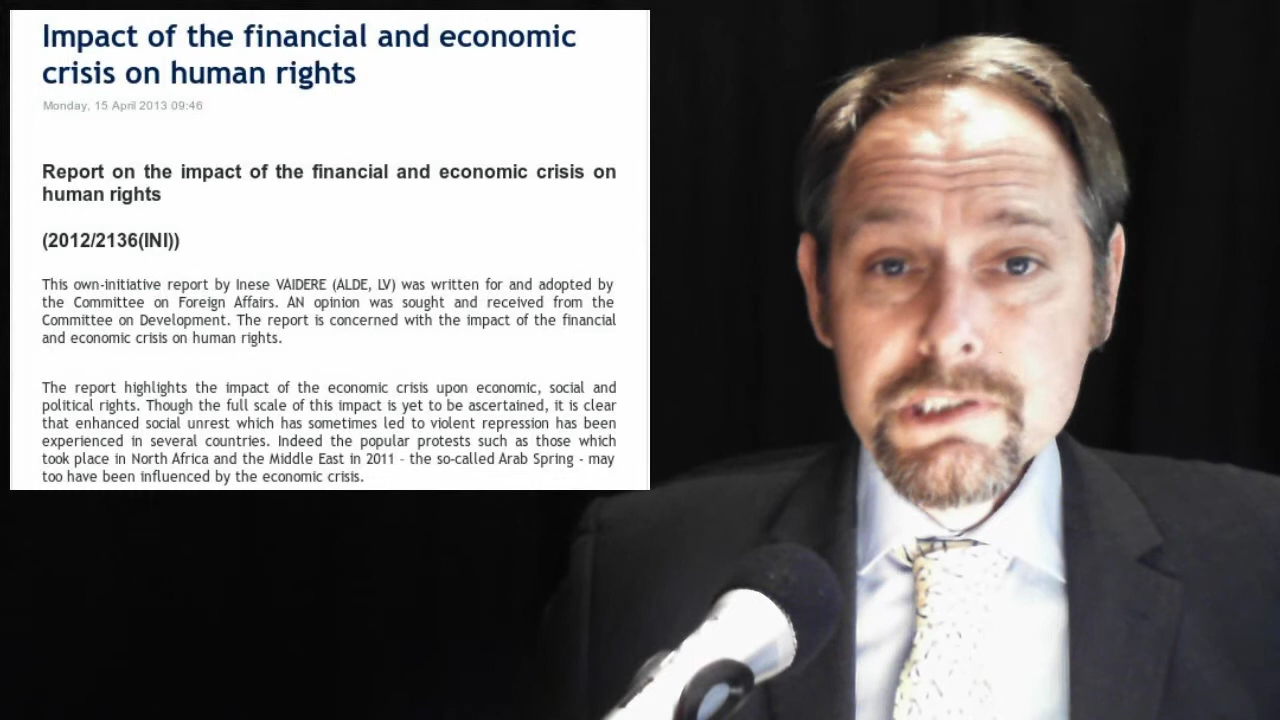 Impact of the financial and economic
crisis on human rights
Monday, 15 April 2013 09:46
Report on the impact of the financial and economic crisis on
human rights
(2012/2136(INI))
This own-initiative report by Inese VAIDERE (ALDE, LV) was written for and adopted by
the Committee on Foreign Affairs. AN opinion was sought and received from the
Committee on Development. The report is concerned with the impact of the financial
and economic crisis on human rights.
The report highlights the impact of the economic crisis upon economic, social and
political rights. Though the full scale of this impact is yet to be ascertained, it is clear
that enhanced social unrest which has sometimes led to violent repression has been
experienced in several countries. Indeed the popular protests such as those which
took place in North Africa and the Middle East in 2011 - the so-called Arab Spring - may
too have been influenced by the economic crisis.